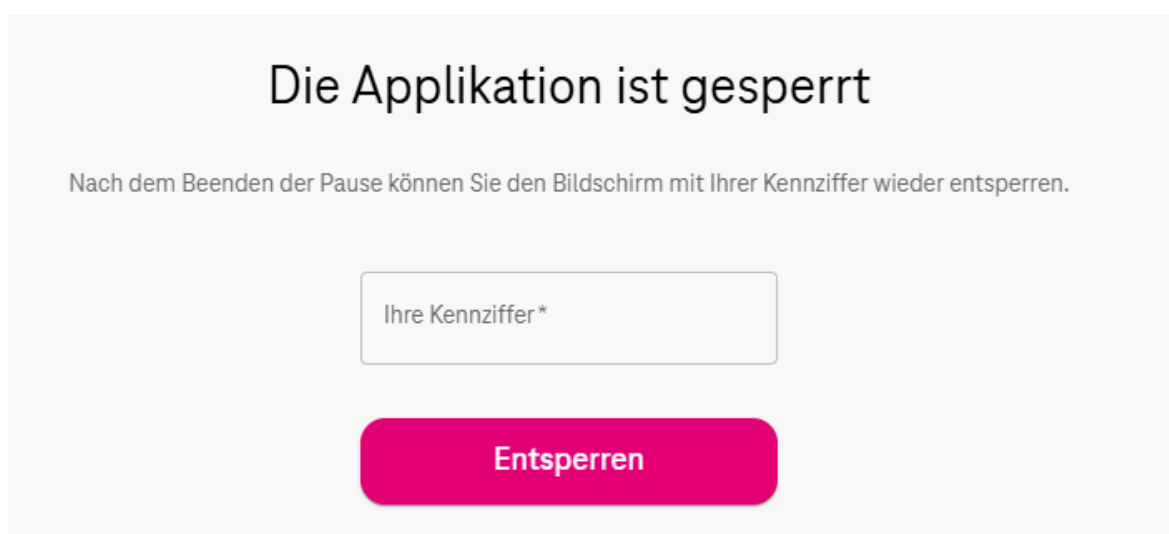 Die Applikation ist gesperrt
Nach dem Beenden der Pause können Sie den Bildschirm mit Ihrer Kennziffer wieder entsperren.
Ihre Kennziffer*
Entsperren